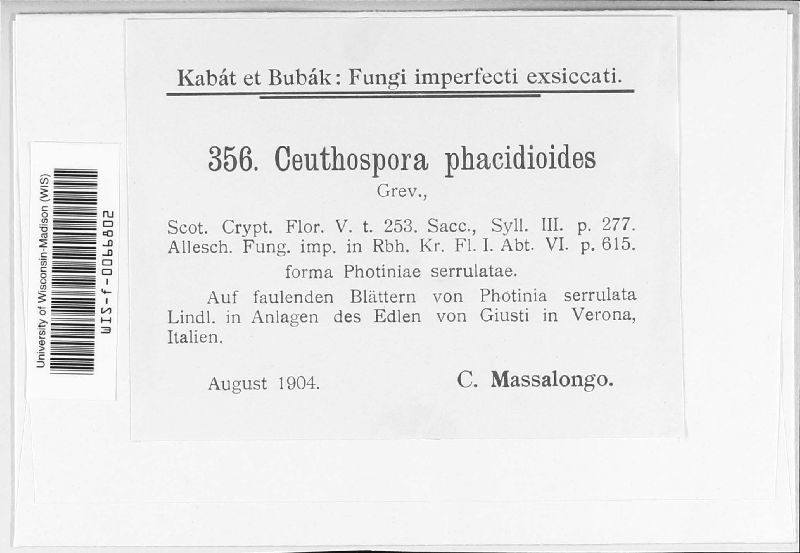 Kabát et Bubák: Fungi imperfecti exsiccati.
356. Ceuthospora phacidioides
Grev.,
Scot. Crypt. Flor. V. t. 253. Sacc., Syll. III. p. 277.
Allesch. Fung. imp. in Rbh. Kr. Fl. I. Abt. VI. p. 615.
forma Photiniae serrulatae.
Auf faulenden Blättern von Photinia serrulata
Lindl. in Anlagen des Edlen von Giusti in Verona,
Italien.
August 1904.
C. Massalongo.
University of Wisconsin-Madison (WIS)
WIS-f-0066802